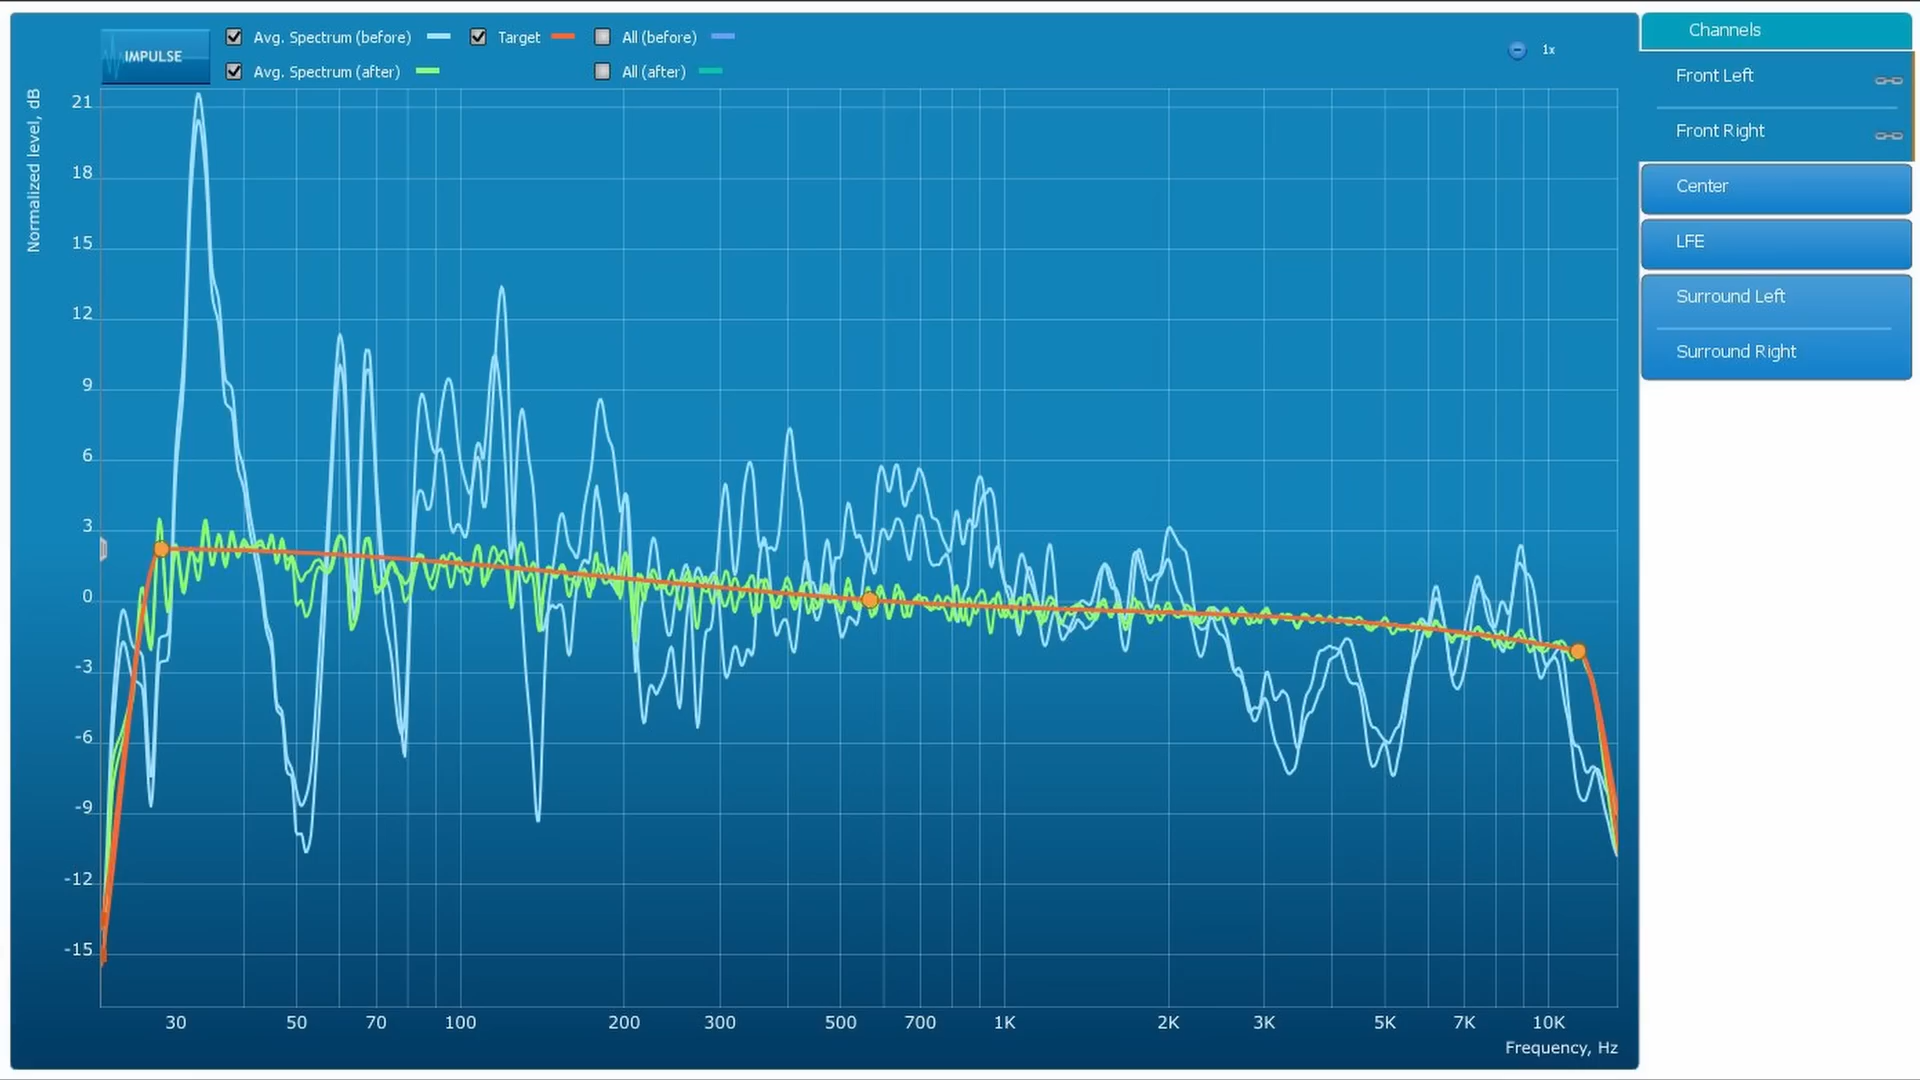 IMPULSE
Avg. Spectrum (before)
Target
All (before)
Avg. Spectrum (after)
All (after)
1x
Normalized level, dB
21
18
15
12
9
6
3
0
-3
-6
-9
-12
-15
30 50 70 100 200 300 500 700 1K 2K 3K 5K 7K 10K
Frequency, Hz
Channels
Front Left
Front Right
Center
LFE
Surround Left
Surround Right